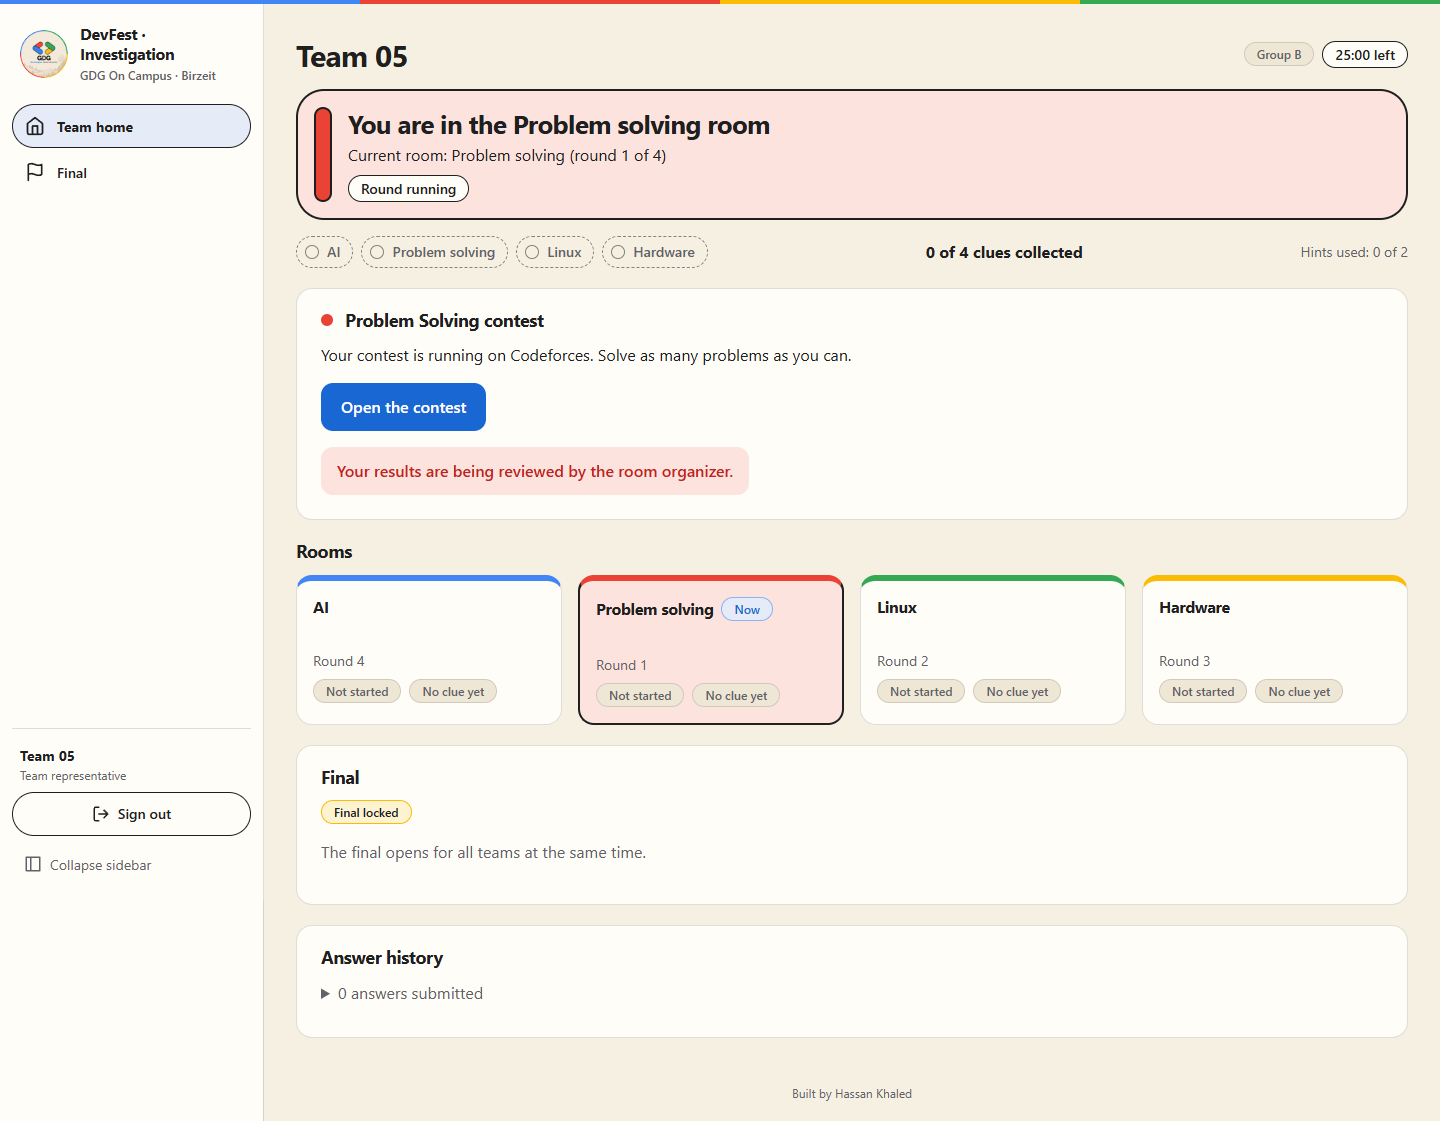 DevFest ·
Investigation
GDG On Campus · Birzeit
GDG
Team home
Final
Team 05
Team representative
Sign out
Collapse sidebar
Team 05
Group B
25:00 left
You are in the Problem solving room
Current room: Problem solving (round 1 of 4)
Round running
AI
Problem solving
Linux
Hardware
0 of 4 clues collected
Hints used: 0 of 2
Problem Solving contest
Your contest is running on Codeforces. Solve as many problems as you can.
Open the contest
Your results are being reviewed by the room organizer.
Rooms
AI
Round 4
Not started
No clue yet
Problem solving
Now
Round 1
Not started
No clue yet
Linux
Round 2
Not started
No clue yet
Hardware
Round 3
Not started
No clue yet
Final
Final locked
The final opens for all teams at the same time.
Answer history
0 answers submitted
Built by Hassan Khaled